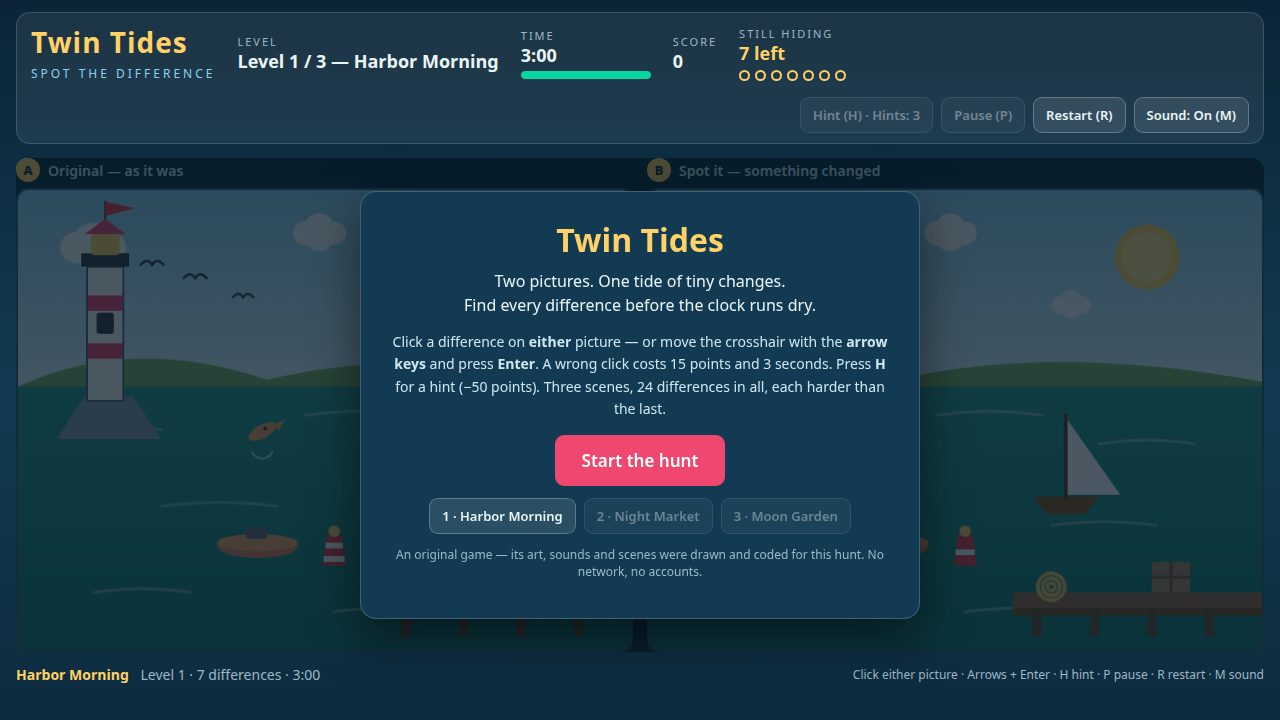 Twin Tides
SPOT THE DIFFERENCE
LEVEL
Level 1 / 3 — Harbor Morning
TIME
3:00
SCORE
0
STILL HIDING
7 left
Hint (H) · Hints: 3
Pause (P)
Restart (R)
Sound: On (M)
A Original — as it was
B Spot it — something changed
Twin Tides
Two pictures. One tide of tiny changes.
Find every difference before the clock runs dry.
Click a difference on either picture — or move the crosshair with the arrow
keys and press Enter. A wrong click costs 15 points and 3 seconds. Press H
for a hint (−50 points). Three scenes, 24 differences in all, each harder than
the last.
Start the hunt
1 · Harbor Morning
2 · Night Market
3 · Moon Garden
An original game — its art, sounds and scenes were drawn and coded for this hunt. No
network, no accounts.
Harbor Morning Level 1 · 7 differences · 3:00
Click either picture · Arrows + Enter · H hint · P pause · R restart · M sound